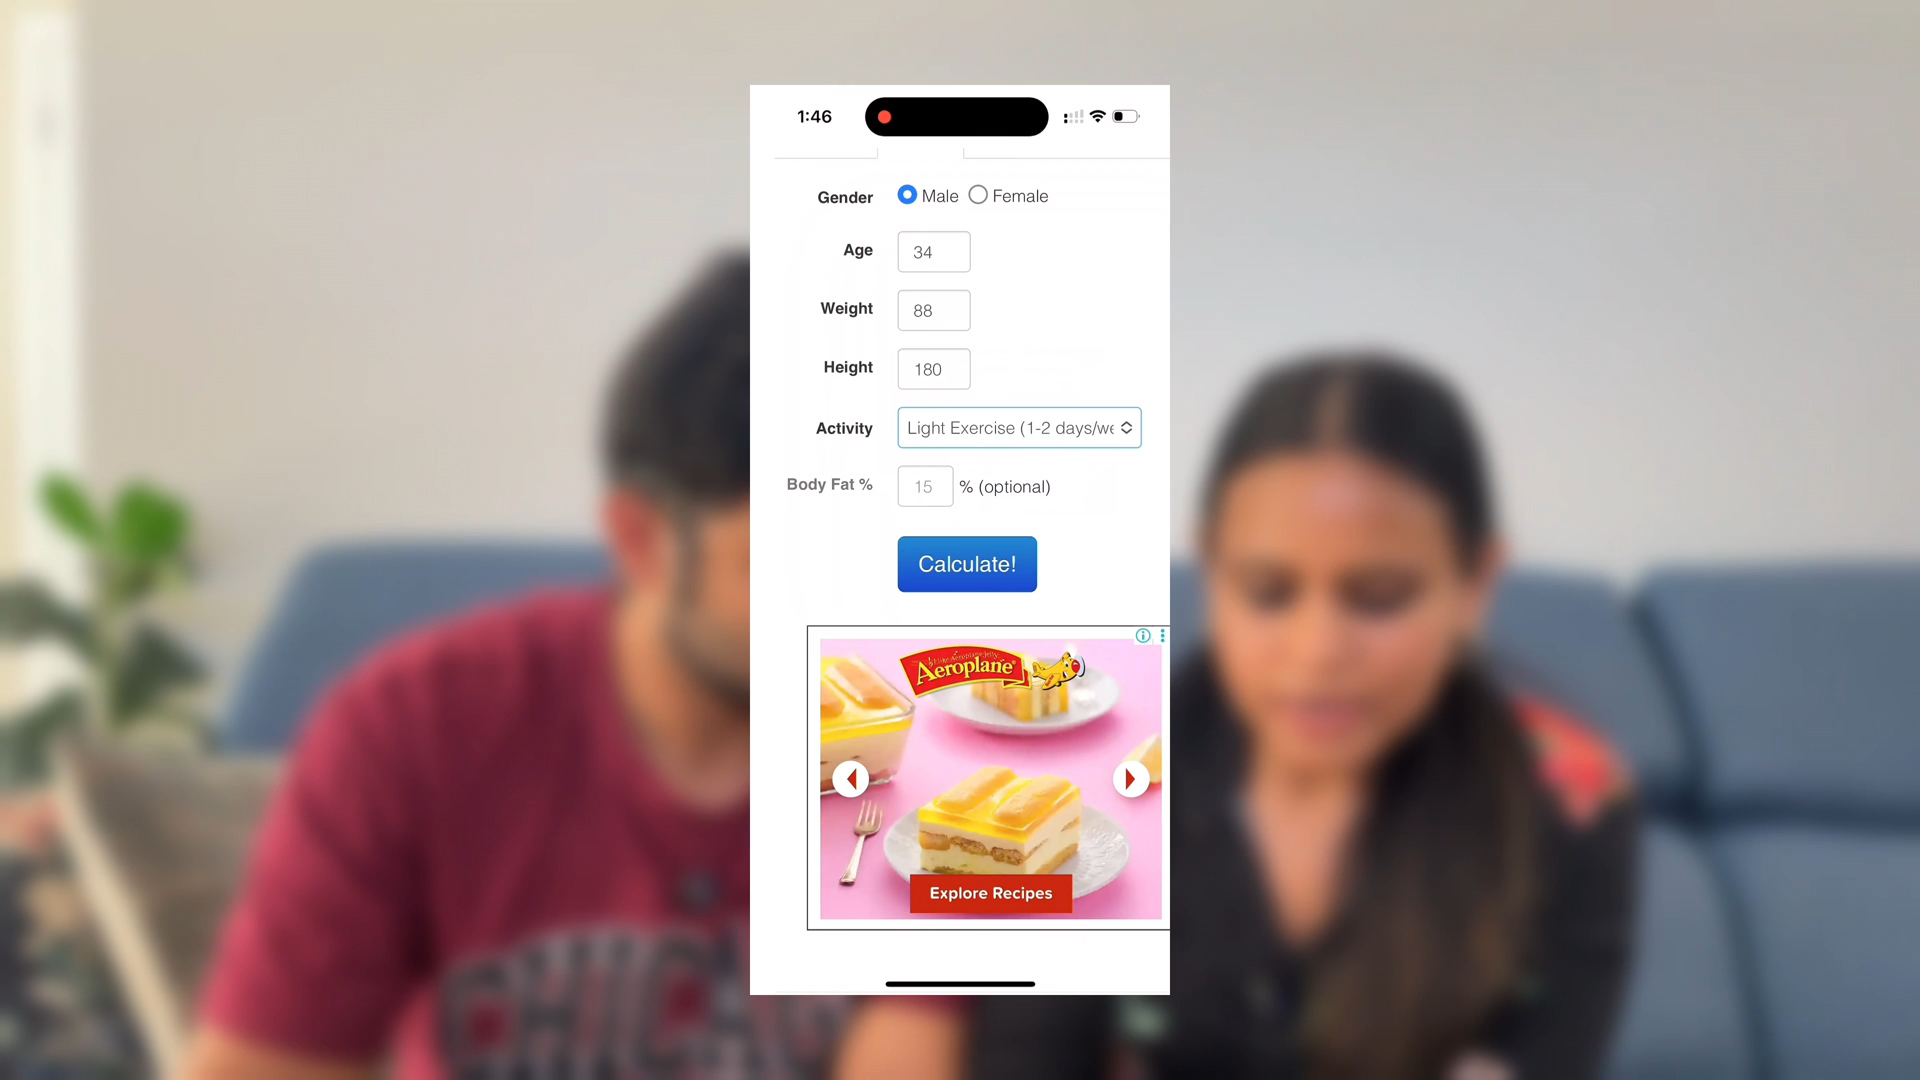 1:46
Gender Male Female
Age 34
Weight 88
Height 180
Activity Light Exercise (1-2 days/we
Body Fat % 15 % (optional)
Calculate!
Aeroplane
Explore Recipes
CHICAG